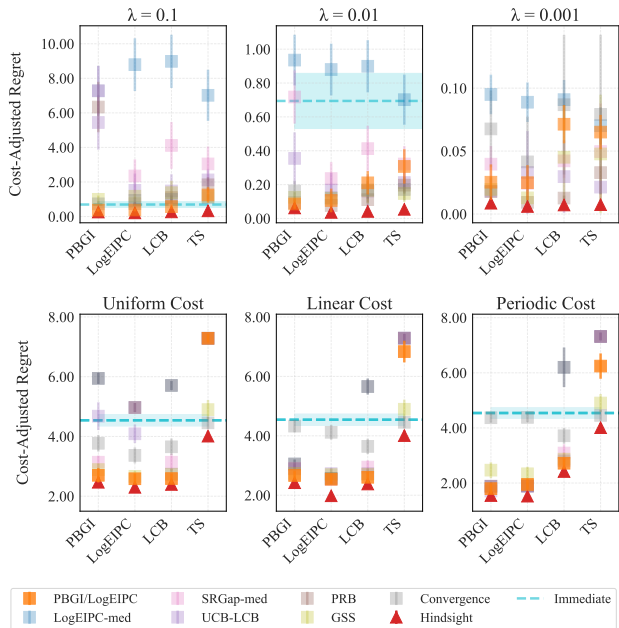 λ = 0.1
λ = 0.01
λ = 0.001
Cost-Adjusted Regret
10.00
8.00
6.00
4.00
2.00
0.00
1.00
0.80
0.60
0.40
0.20
0.00
0.10
0.05
0.00
PBGI
LogEIPC
LCB
TS
PBGI
LogEIPC
LCB
TS
PBGI
LogEIPC
LCB
TS
Uniform Cost
Linear Cost
Periodic Cost
Cost-Adjusted Regret
8.00
6.00
4.00
2.00
8.00
6.00
4.00
2.00
8.00
6.00
4.00
2.00
PBGI
LogEIPC
LCB
TS
PBGI
LogEIPC
LCB
TS
PBGI
LogEIPC
LCB
TS
PBGI/LogEIPC
SRGap-med
PRB
Convergence
Immediate
LogEIPC-med
UCB-LCB
GSS
Hindsight